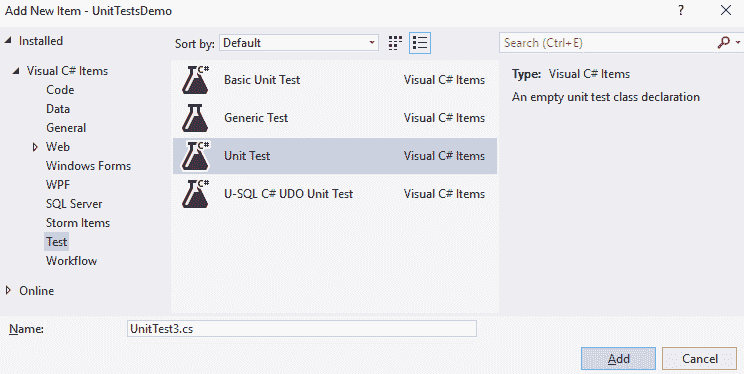 Add New Item - UnitTestsDemo
? ×
Installed
Sort by: Default
Search (Ctrl+E)
Visual C# Items
Code
Data
General
Web
Windows Forms
WPF
SQL Server
Storm Items
Test
Workflow
Online
C# Basic Unit Test Visual C# Items
Generic Test Visual C# Items
C# Unit Test Visual C# Items
C# U-SQL C# UDO Unit Test Visual C# Items
Type: Visual C# Items
An empty unit test class declaration
Name: UnitTest3.cs
Add Cancel